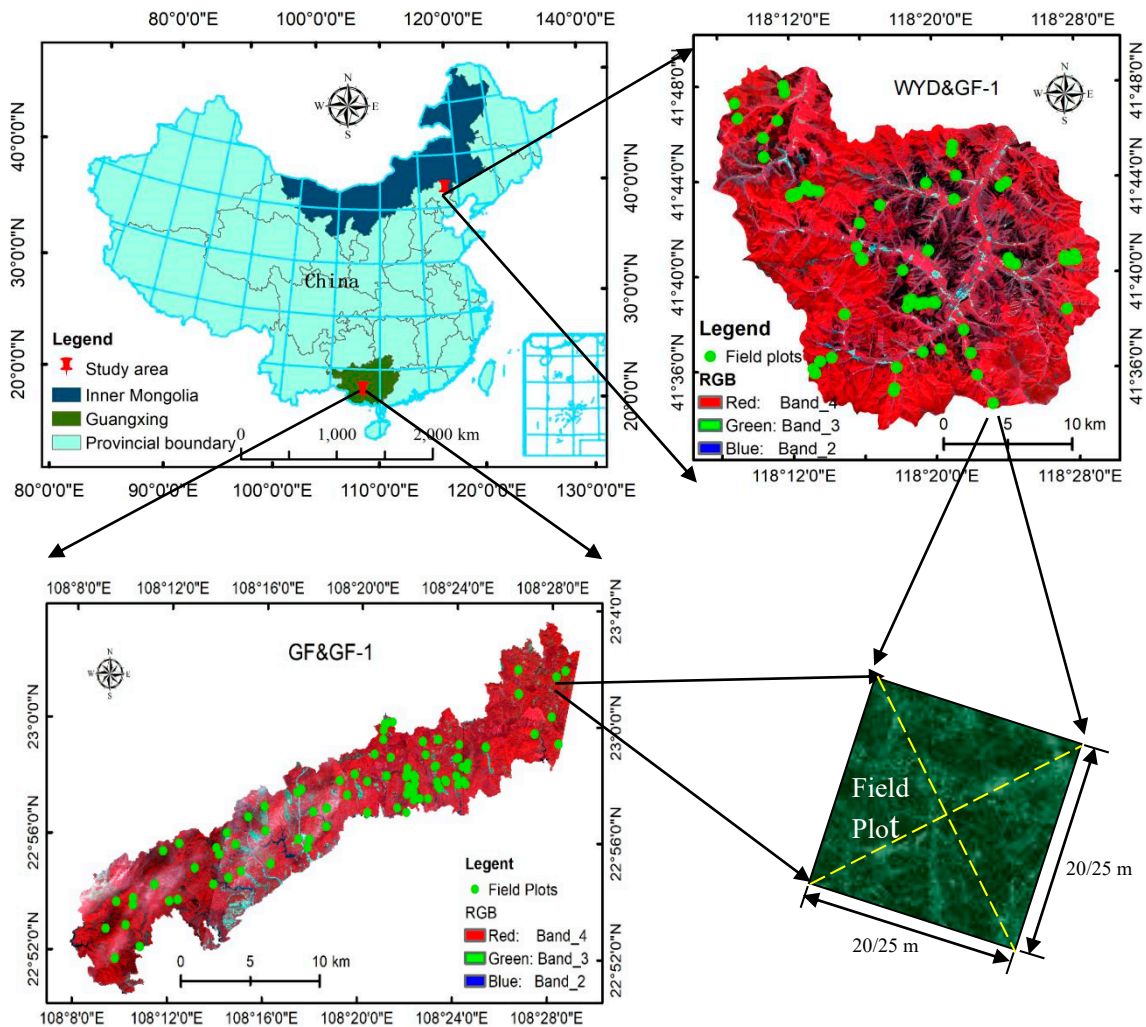 80°0'0"E 100°0'0"E 120°0'0"E 140°0'0"E
N
W E
S
40°0'0"N
30°0'0"N
20°0'0"N
40°0'0"N
30°0'0"N
20°0'0"N
China
Legend
Study area
Inner Mongolia
Guangxing
Provincial boundary
0 1,000 2,000 km
80°0'0"E 90°0'0"E 100°0'0"E 110°0'0"E 120°0'0"E 130°0'0"E
118°12'0"E 118°20'0"E 118°28'0"E
WYD&GF-1
N
W E
S
41°48'0"N
41°44'0"N
41°40'0"N
41°36'0"N
41°48'0"N
41°44'0"N
41°40'0"N
41°36'0"N
Legend
Field plots
RGB
Red: Band_4
Green: Band_3
Blue: Band_2
0 5 10 km
118°12'0"E 118°20'0"E 118°28'0"E
108°8'0"E 108°12'0"E 108°16'0"E 108°20'0"E 108°24'0"E 108°28'0"E
GF&GF-1
N
W E
S
23°0'0"N
22°56'0"N
22°52'0"N
23°4'0"N
23°0'0"N
22°56'0"N
22°52'0"N
Legent
Field Plots
RGB
Red: Band_4
Green: Band_3
Blue: Band_2
0 5 10 km
108°8'0"E 108°12'0"E 108°16'0"E 108°20'0"E 108°24'0"E 108°28'0"E
Field
Plot
20/25 m
20/25 m